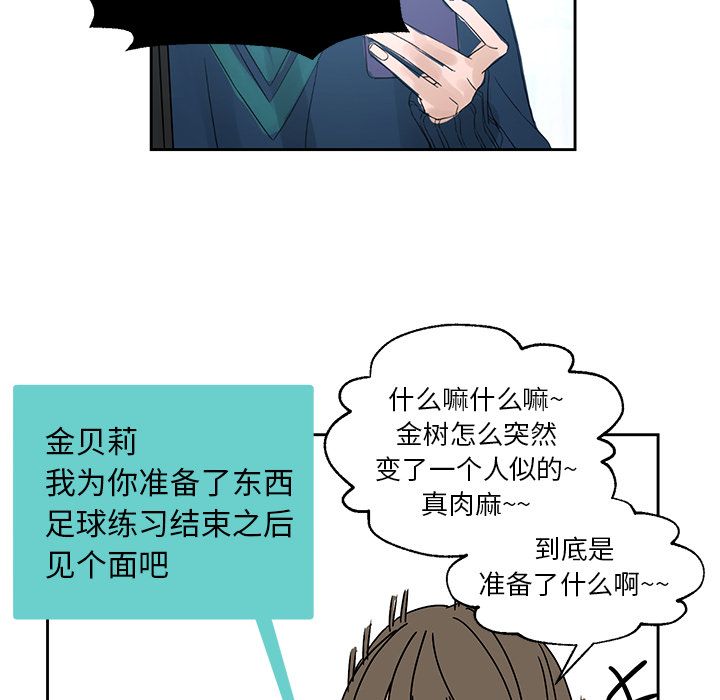 金贝莉
我为你准备了东西
足球练习结束之后
见个面吧
什么嘛什么嘛~
金树怎么突然
变了一个人似的~
真肉麻~~
到底是
准备了什么啊~~